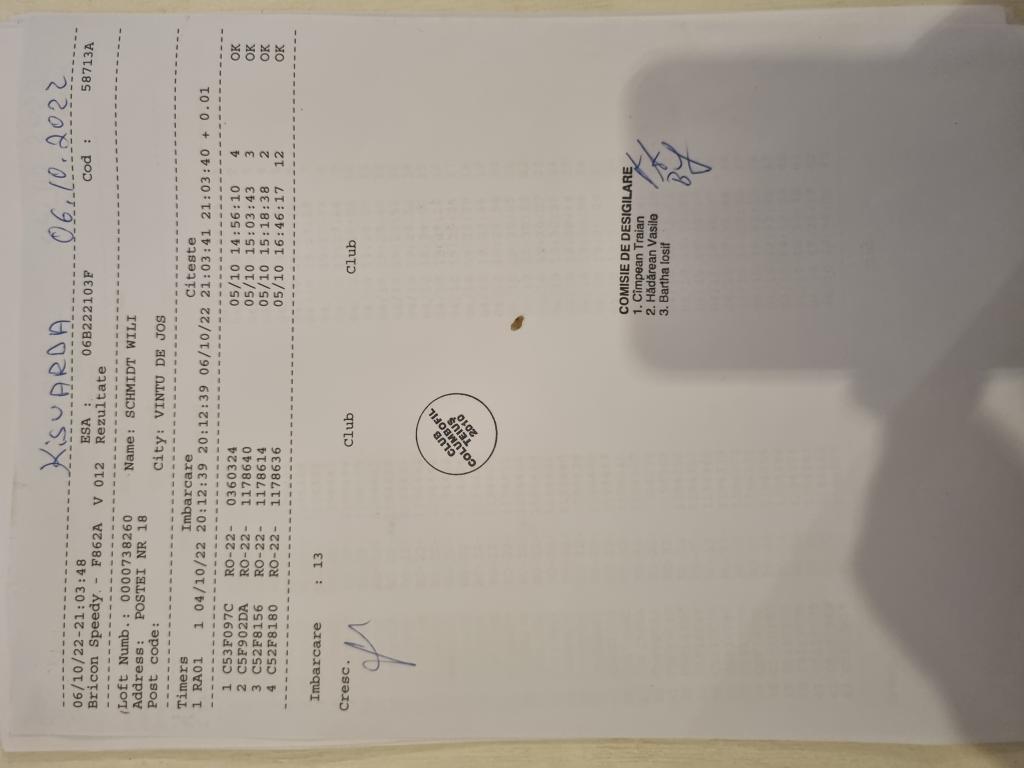 Kisvarda 06.10.2022
06/10/22-21:03:48 ESA : 06B222103F Cod : 58713A
Bricon Speedy - F862A V 012 Rezultate
Loft Numb.: 0000738260 Name: SCHMIDT WILI
Address: POSTEI NR 18
Post code: City: VINTU DE JOS
Timers Imbarcare Citeste
1 RA01 1 04/10/22 20:12:39 20:12:39 06/10/22 21:03:41 21:03:40 + 0.01
1 C53F097C RO-22- 0360324 05/10 14:56:10 4 OK
2 C5F902DA RO-22- 1178640 05/10 15:03:43 3 OK
3 C52F8156 RO-22- 1178614 05/10 15:18:38 2 OK
4 C52F8180 RO-22- 1178636 05/10 16:46:17 12 OK
Imbarcare : 13
Cresc. Club Club
CLUB
COLUMBOFIL
TEIUȘ
2010
COMISIE DE DESIGILARE
1. Cîmpean Traian
2. Hădărean Vasile
3. Bartha Iosif